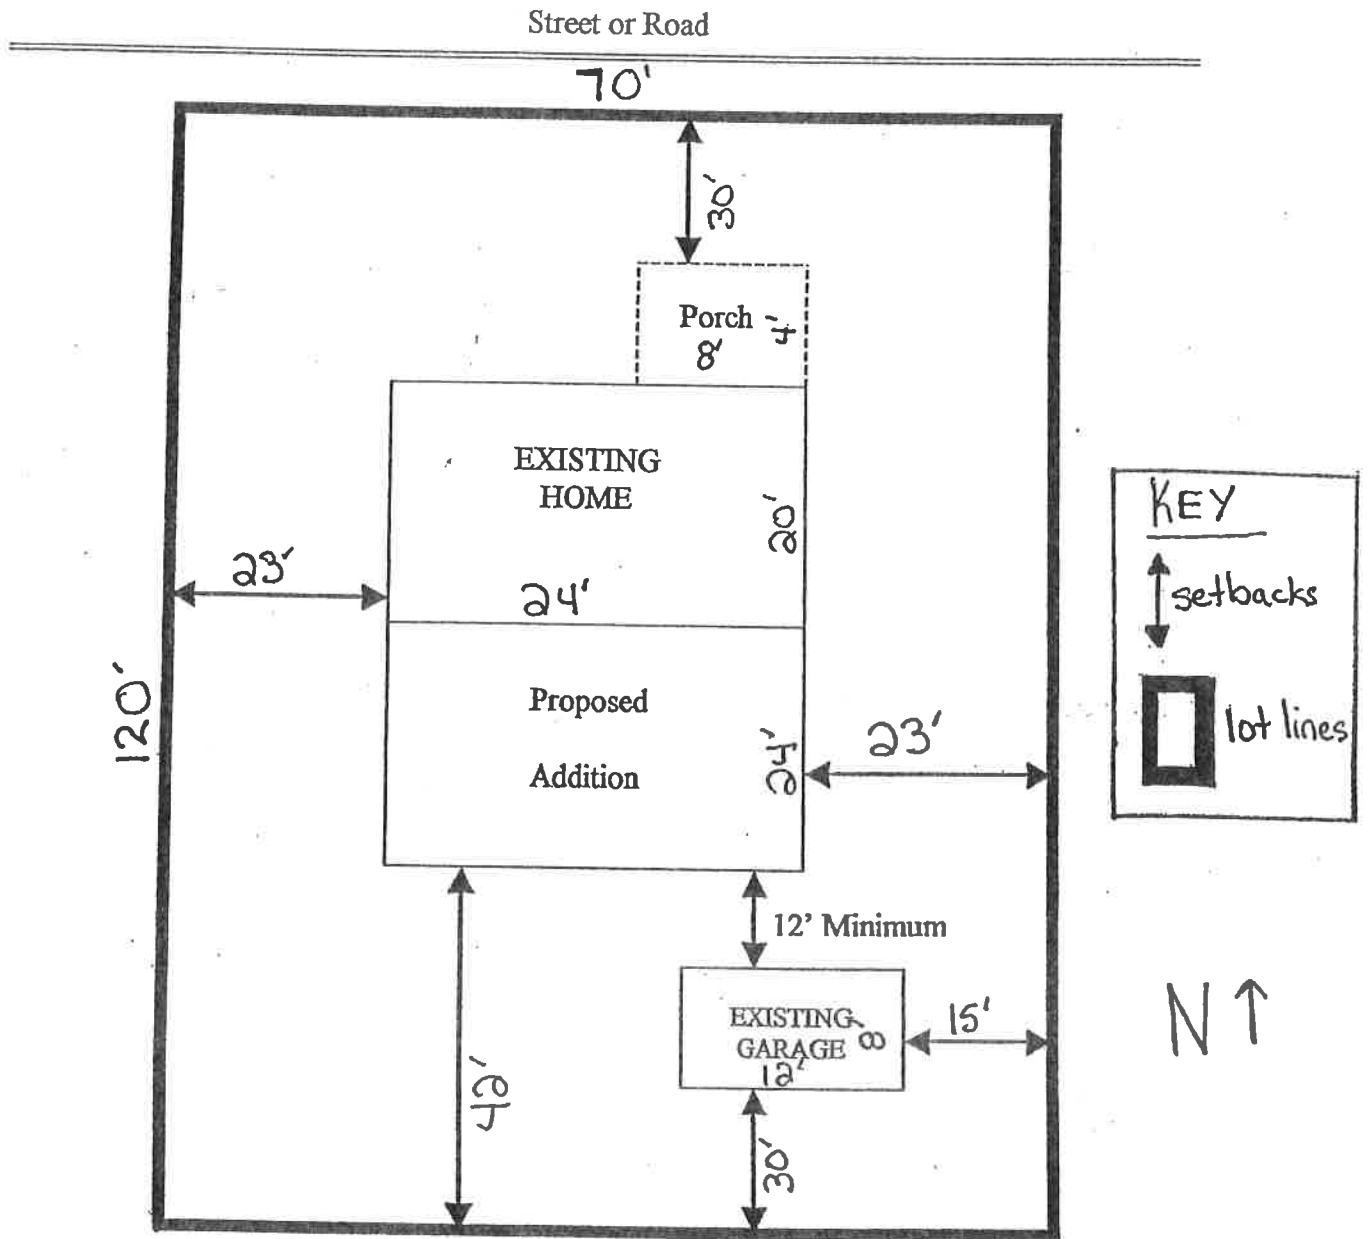 Street or Road
70'
30'
Porch 4'
8'
EXISTING
HOME
20'
23'
24'
120'
Proposed
Addition
24'
23'
KEY
setbacks
lot lines
12' Minimum
EXISTING
GARAGE 8'
12'
15'
N
42'
30'